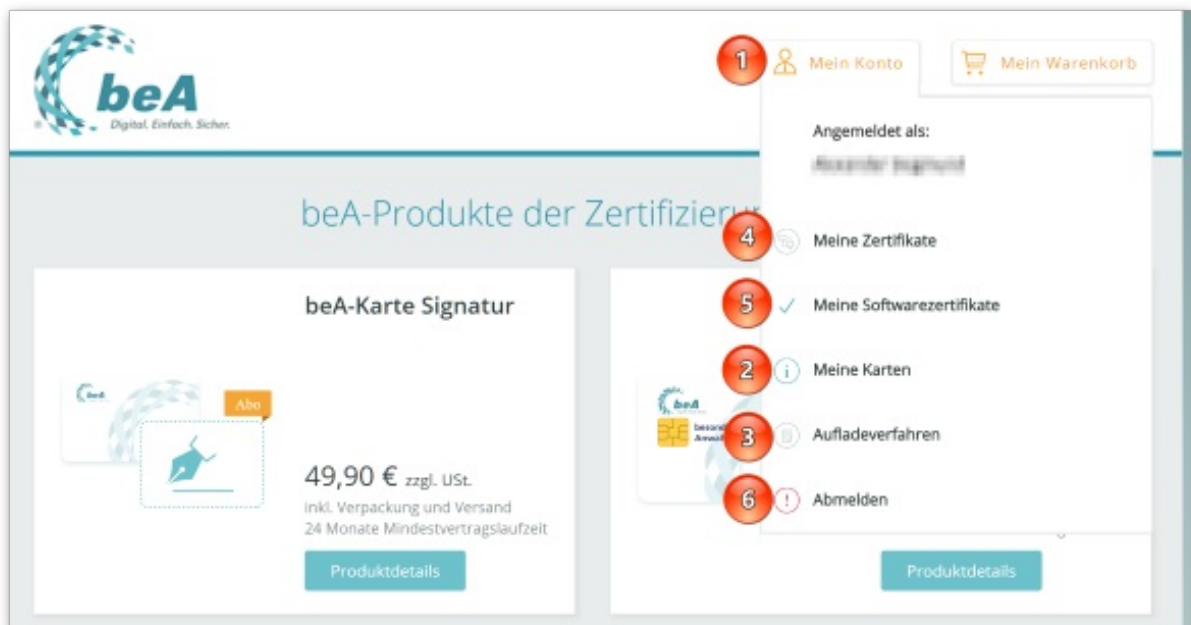 beA
Digital. Einfach. Sicher.
1 Mein Konto
Mein Warenkorb
Angemeldet als:
beA-Produkte der
4 Meine Zertifikate
5 Meine Softwarezertifikate
2 Meine Karten
3 Aufladeverfahren
6 Abmelden
beA-Karte Signatur
beA
Abo
49,90 € zzgl. USt.
inkl. Verpackung und Versand
24 Monate Mindestvertragslaufzeit
Produktdetails
beA
Produktdetails